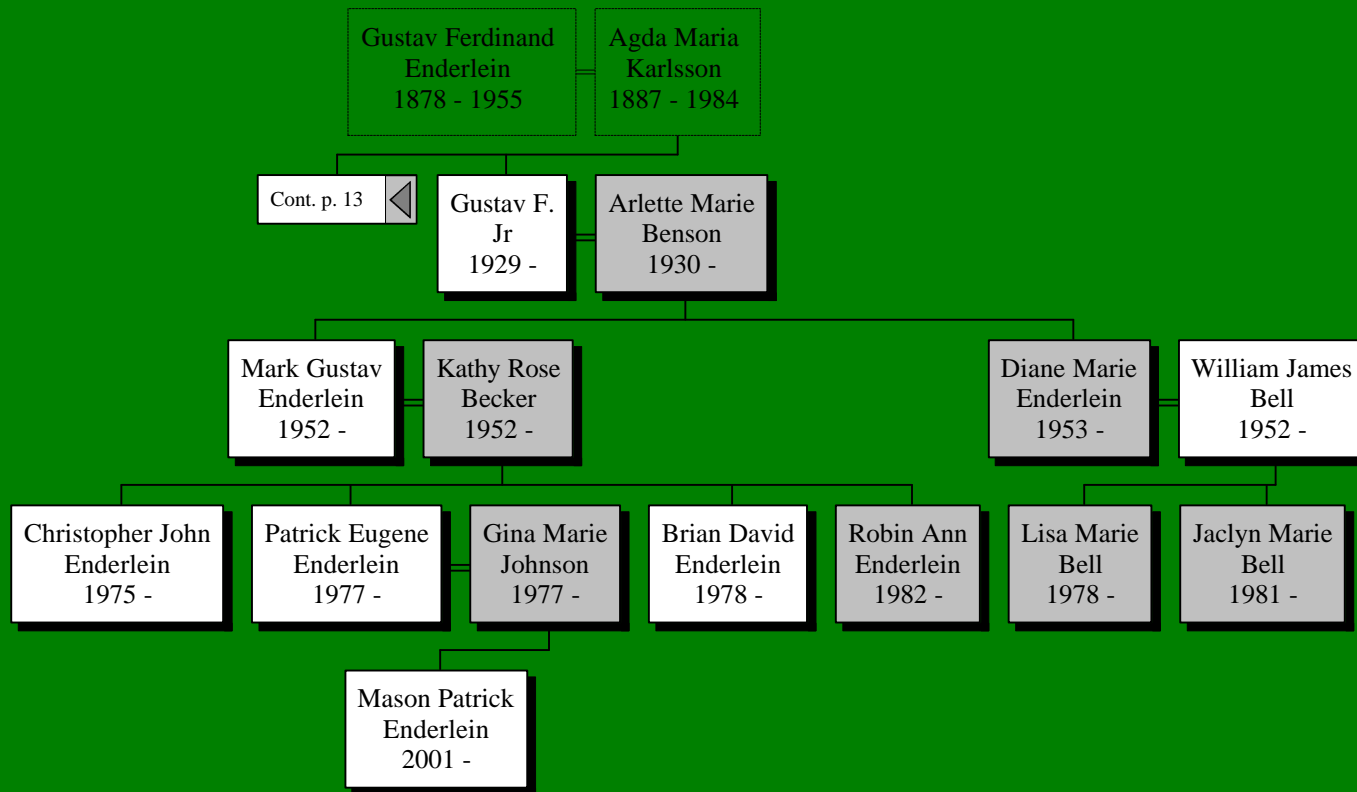 Gustav Ferdinand
Enderlein
1878 - 1955
Agda Maria
Karlsson
1887 - 1984
Cont. p. 13
Gustav F.
Jr
1929 -
Arlette Marie
Benson
1930 -
Mark Gustav
Enderlein
1952 -
Kathy Rose
Becker
1952 -
Diane Marie
Enderlein
1953 -
William James
Bell
1952 -
Christopher John
Enderlein
1975 -
Patrick Eugene
Enderlein
1977 -
Gina Marie
Johnson
1977 -
Brian David
Enderlein
1978 -
Robin Ann
Enderlein
1982 -
Lisa Marie
Bell
1978 -
Jaclyn Marie
Bell
1981 -
Mason Patrick
Enderlein
2001 -